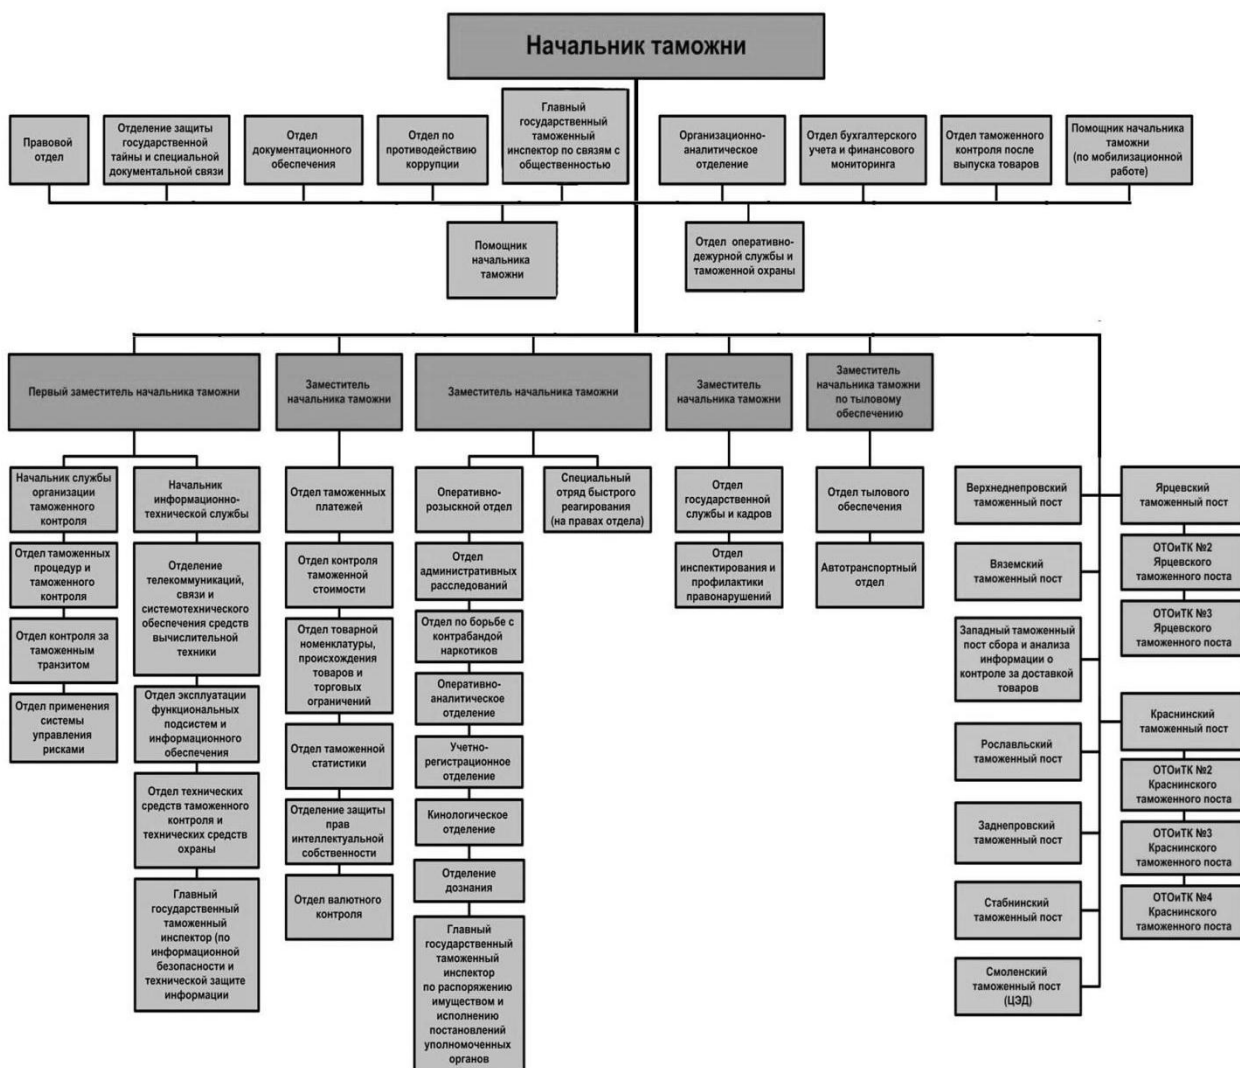 Начальник таможни
Правовой
отдел
Отделение защиты
государственной
тайны и специальной
документальной связи
Отдел
документационного
обеспечения
Отдел по
противодействию
коррупции
Главный
государственный
таможенный
инспектор по связям с
общественностью
Организационно-
аналитическое
отделение
Отдел бухгалтерского
учета и финансового
мониторинга
Отдел таможенного
контроля после
выпуска товаров
Помощник начальника
таможни
(по мобилизационной
работе)
Помощник
начальника
таможни
Отдел оперативно-
дежурной службы и
таможенной охраны
Первый заместитель начальника таможни
Заместитель
начальника таможни
Заместитель начальника таможни
Заместитель
начальника таможни
Заместитель
начальника таможни
по тыловому
обеспечению
Начальник службы
организации
таможенного
контроля
Отдел таможенных
процедур и
таможенного
контроля
Отдел контроля за
таможенным
транзитом
Отдел применения
системы
управления
рисками
Начальник
информационно-
технической службы
Отделение
телекоммуникаций,
связи и
системотехнического
обеспечения средств
вычислительной
техники
Отдел эксплуатации
функциональных
подсистем и
информационного
обеспечения
Отдел технических
средств таможенного
контроля и
технических средств
охраны
Главный
государственный
таможенный
инспектор (по
информационной
безопасности и
технической защите
информации
Отдел таможенных
платежей
Отдел контроля
таможенной
стоимости
Отдел товарной
номенклатуры,
происхождения
товаров и
торговых
ограничений
Отдел таможенной
статистики
Отделение защиты
прав
интеллектуальной
собственности
Отдел валютного
контроля
Оперативно-
розыскной отдел
Отдел
административных
расследований
Отдел по борьбе с
контрабандой
наркотиков
Оперативно-
аналитическое
отделение
Учетно-
регистрационное
отделение
Кинологическое
отделение
Отделение
дознания
Главный
государственный
таможенный
инспектор
по распоряжению
имуществом и
исполнению
постановлений
уполномоченных
органов
Специальный
отряд быстрого
реагирования
(на правах отдела)
Отдел
государственной
службы и кадров
Отдел
инспектирования и
профилактики
правонарушений
Отдел тылового
обеспечения
Автотранспортный
отдел
Верхнеднепровский
таможенный пост
Вяземский
таможенный пост
Западный таможенный
пост сбора и анализа
информации о
контроле за доставкой
товаров
Рославльский
таможенный пост
Заднепровский
таможенный пост
Стабнинский
таможенный пост
Смоленский
таможенный пост
(ЦЭД)
Ярцевский
таможенный пост
ОТОиТК №2
Ярцевского
таможенного поста
ОТОиТК №3
Ярцевского
таможенного поста
Краснинский
таможенный пост
ОТОиТК №2
Краснинского
таможенного поста
ОТОиТК №3
Краснинского
таможенного поста
ОТОиТК №4
Краснинского
таможенного поста